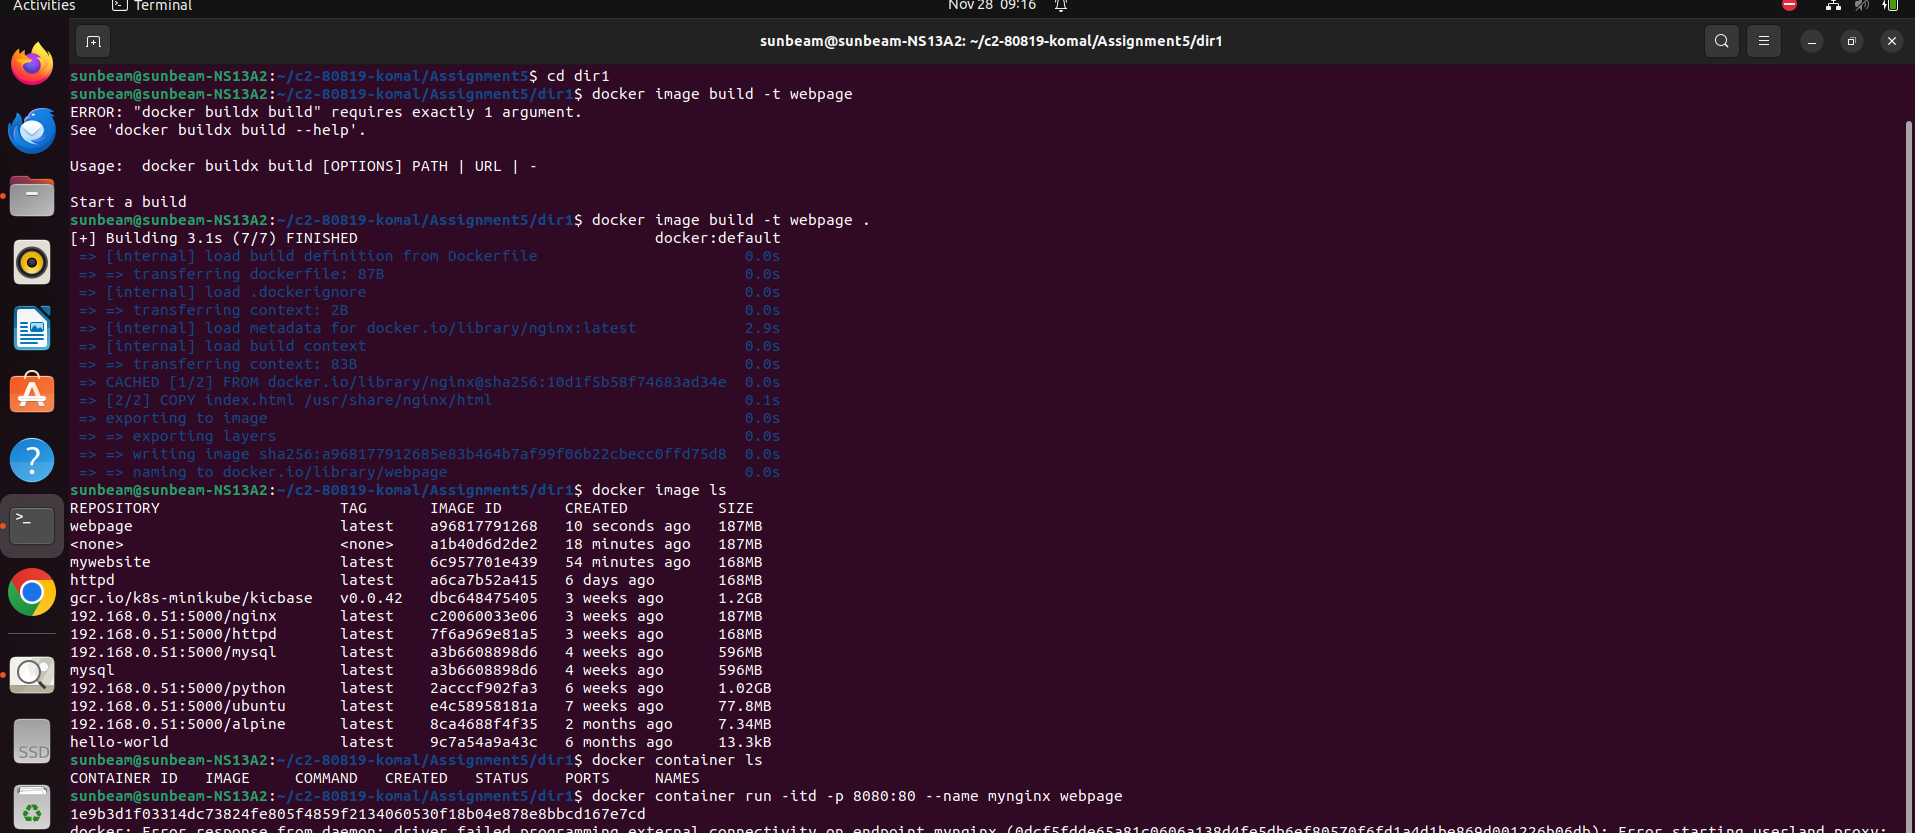 Activities
Terminal
Nov 28 09:16
sunbeam@sunbeam-NS13A2: ~/c2-80819-komal/Assignment5/dir1
sunbeam@sunbeam-NS13A2:~/c2-80819-komal/Assignment5$ cd dir1
sunbeam@sunbeam-NS13A2:~/c2-80819-komal/Assignment5/dir1$ docker image build -t webpage
ERROR: "docker buildx build" requires exactly 1 argument.
See 'docker buildx build --help'.
Usage:  docker buildx build [OPTIONS] PATH | URL | -
Start a build
sunbeam@sunbeam-NS13A2:~/c2-80819-komal/Assignment5/dir1$ docker image build -t webpage .
[+] Building 3.1s (7/7) FINISHED docker:default
=> [internal] load build definition from Dockerfile 0.0s
=> => transferring dockerfile: 87B 0.0s
=> [internal] load .dockerignore 0.0s
=> => transferring context: 2B 0.0s
=> [internal] load metadata for docker.io/library/nginx:latest 2.9s
=> [internal] load build context 0.0s
=> => transferring context: 83B 0.0s
=> CACHED [1/2] FROM docker.io/library/nginx@sha256:10d1f5b58f74683ad34e 0.0s
=> [2/2] COPY index.html /usr/share/nginx/html 0.1s
=> exporting to image 0.0s
=> => exporting layers 0.0s
=> => writing image sha256:a968177912685e83b464b7af99f06b22cbecc0ffd75d8 0.0s
=> => naming to docker.io/library/webpage 0.0s
sunbeam@sunbeam-NS13A2:~/c2-80819-komal/Assignment5/dir1$ docker image ls
REPOSITORY TAG IMAGE ID CREATED SIZE
webpage latest a96817791268 10 seconds ago 187MB
<none> <none> a1b40d6d2de2 18 minutes ago 187MB
mywebsite latest 6c957701e439 54 minutes ago 168MB
httpd latest a6ca7b52a415 6 days ago 168MB
gcr.io/k8s-minikube/kicbase v0.0.42 dbc648475405 3 weeks ago 1.2GB
192.168.0.51:5000/nginx latest c20060033e06 3 weeks ago 187MB
192.168.0.51:5000/httpd latest 7f6a969e81a5 3 weeks ago 168MB
192.168.0.51:5000/mysql latest a3b6608898d6 4 weeks ago 596MB
mysql latest a3b6608898d6 4 weeks ago 596MB
192.168.0.51:5000/python latest 2acccf902fa3 6 weeks ago 1.02GB
192.168.0.51:5000/ubuntu latest e4c58958181a 7 weeks ago 77.8MB
192.168.0.51:5000/alpine latest 8ca4688f4f35 2 months ago 7.34MB
hello-world latest 9c7a54a9a43c 6 months ago 13.3kB
sunbeam@sunbeam-NS13A2:~/c2-80819-komal/Assignment5/dir1$ docker container ls
CONTAINER ID IMAGE COMMAND CREATED STATUS PORTS NAMES
sunbeam@sunbeam-NS13A2:~/c2-80819-komal/Assignment5/dir1$ docker container run -itd -p 8080:80 --name mynginx webpage
1e9b3d1f03314dc73824fe805f4859f2134060530f18b04e878e8bbcd167e7cd
docker: Error response from daemon: driver failed programming external connectivity on endpoint mynginx (0dcf5fdde65a81c0606a138d4fe5db6ef80570f6fd1a4d1be869d001226b06db): Error starting userland proxy:
SSD